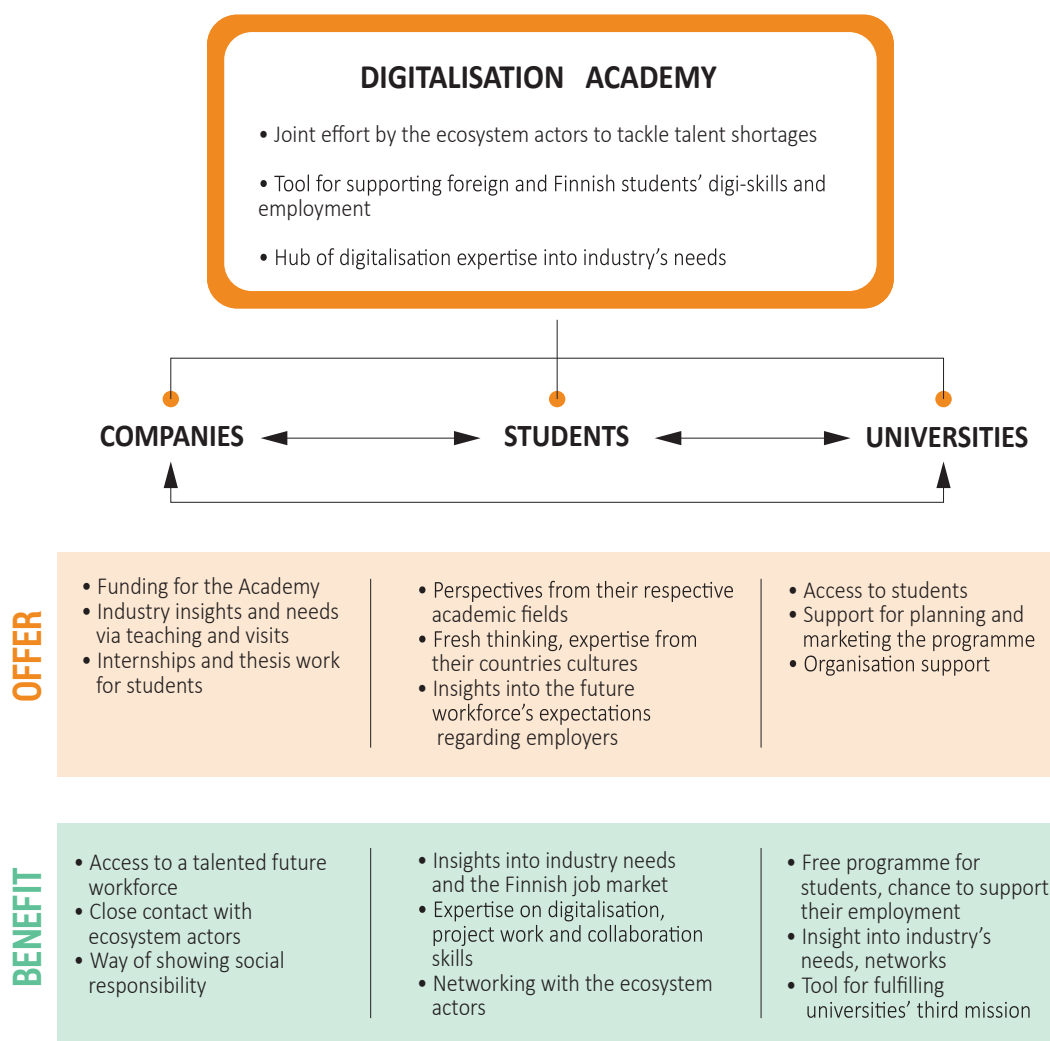 DIGITALISATION ACADEMY
• Joint effort by the ecosystem actors to tackle talent shortages
• Tool for supporting foreign and Finnish students’ digi-skills and
employment
• Hub of digitalisation expertise into industry’s needs
COMPANIES
STUDENTS
UNIVERSITIES
OFFER
• Funding for the Academy
• Industry insights and needs
via teaching and visits
• Internships and thesis work
for students
• Perspectives from their respective
academic fields
• Fresh thinking, expertise from
their countries cultures
• Insights into the future
workforce’s expectations
regarding employers
• Access to students
• Support for planning and
marketing the programme
• Organisation support
BENEFIT
• Access to a talented future
workforce
• Close contact with
ecosystem actors
• Way of showing social
responsibility
• Insights into industry needs
and the Finnish job market
• Expertise on digitalisation,
project work and collaboration
skills
• Networking with the ecosystem
actors
• Free programme for
students, chance to support
their employment
• Insight into industry’s
needs, networks
• Tool for fulfilling
universities’ third mission